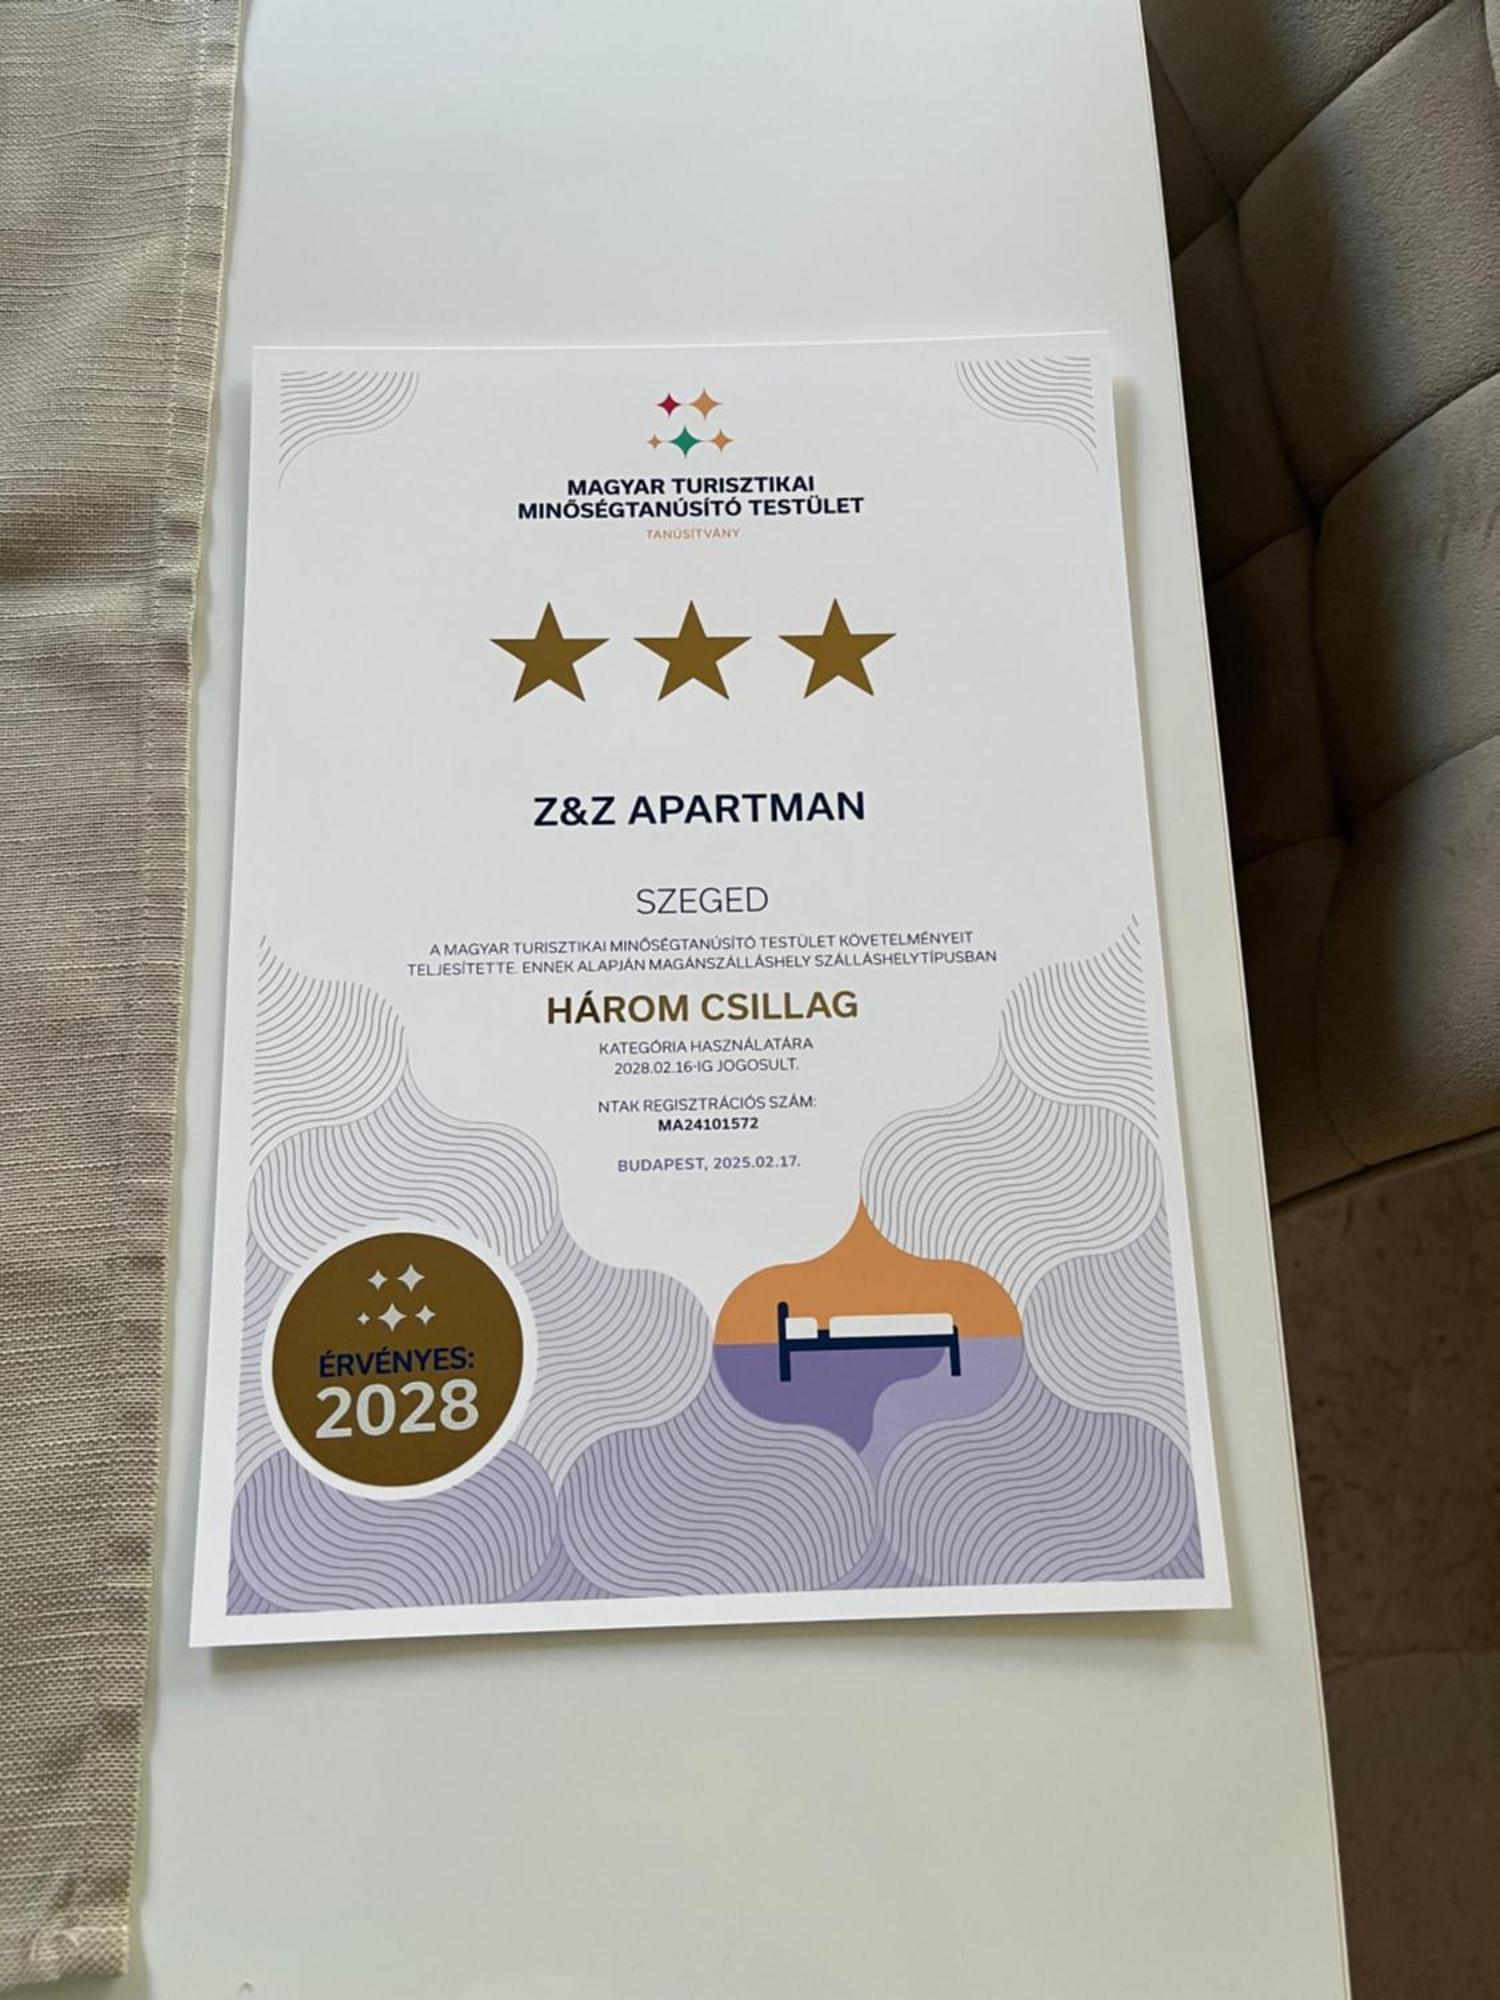 MAGYAR TURISZTIKAI
MINŐSÉGTANÚSÍTÓ TESTÜLET
TANÚSÍTVÁNY
Z&Z APARTMAN
SZEGED
A MAGYAR TURISZTIKAI MINŐSÉGTANÚSÍTÓ TESTÜLET KÖVETELMÉNYEIT
TELJESÍTETTE. ENNEK ALAPJÁN MAGÁNSZÁLLÁSHELY SZÁLLÁSHELYTÍPUSBAN
HÁROM CSILLAG
KATEGÓRIA HASZNÁLATÁRA
2028.02.16-IG JOGOSULT.
NTAK REGISZTRÁCIÓS SZÁM:
MA24101572
BUDAPEST, 2025.02.17.
ÉRVÉNYES:
2028